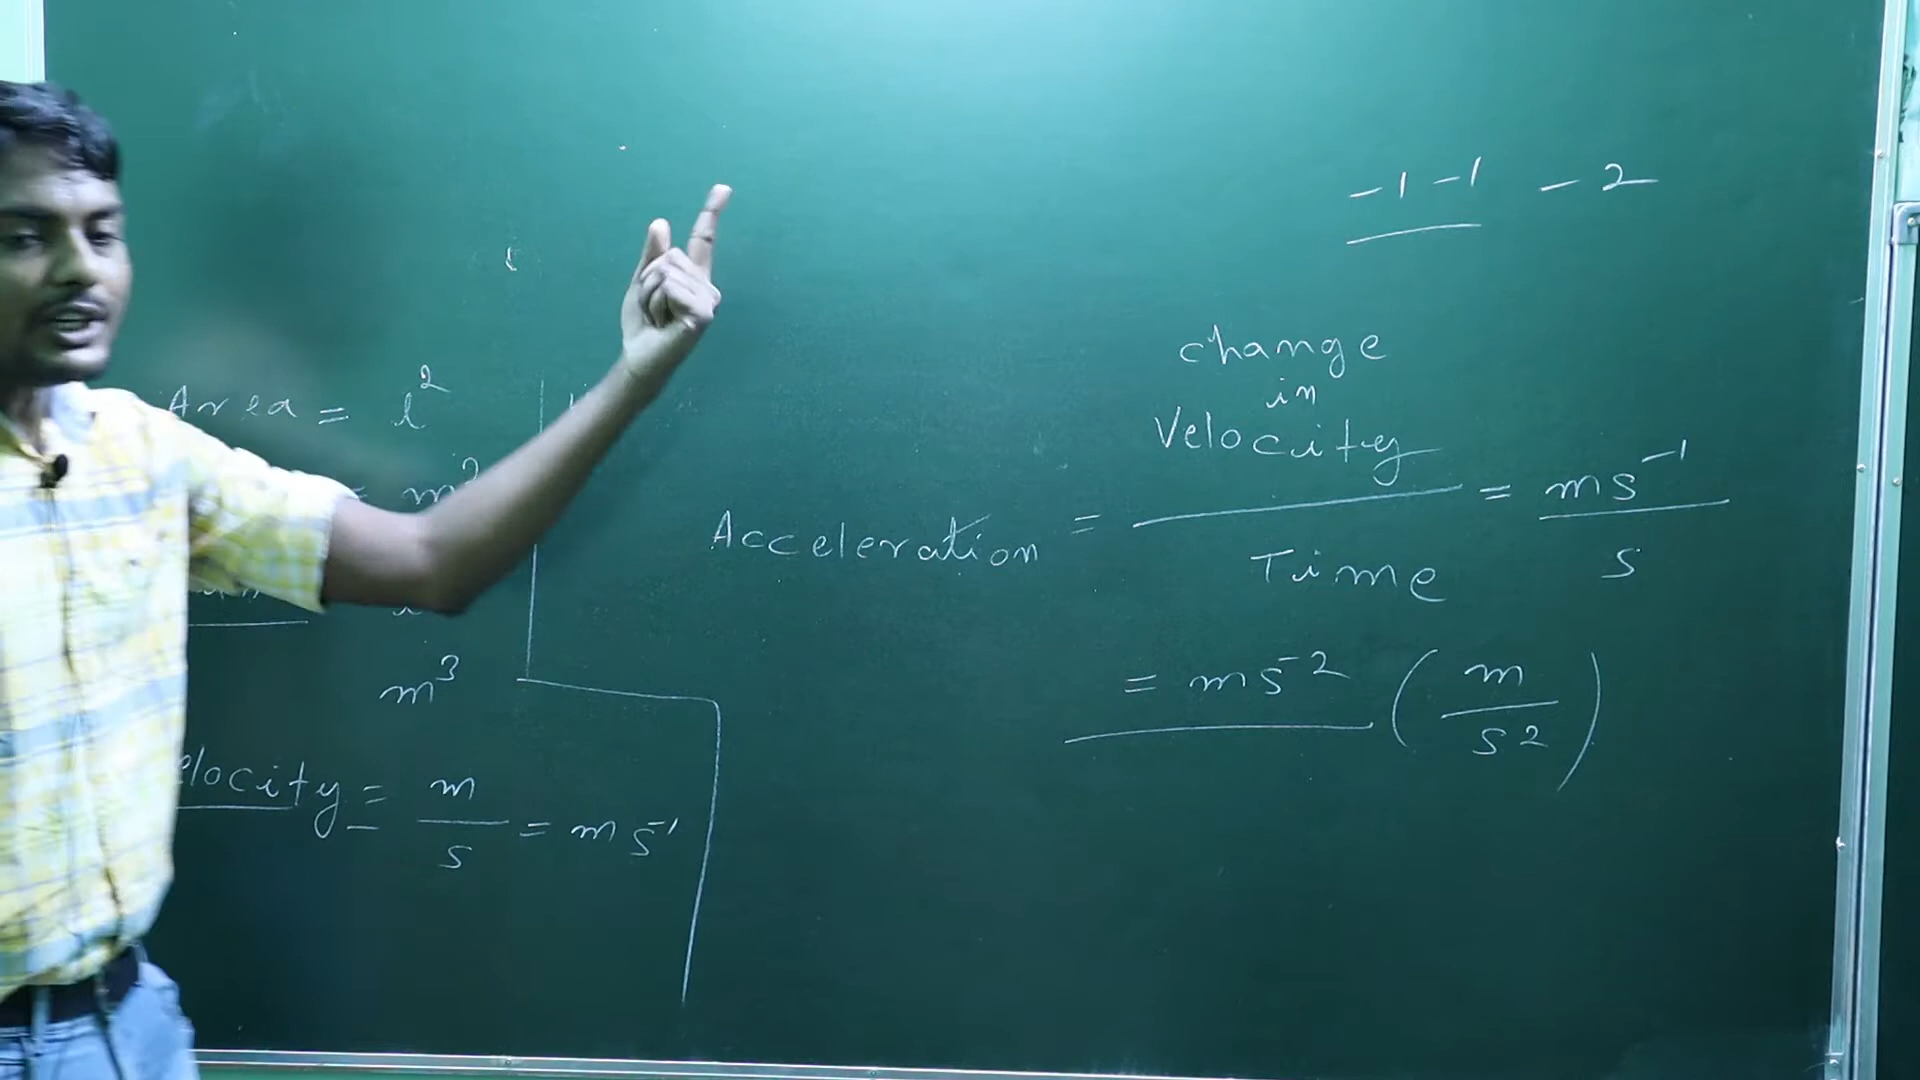 -1 -1 -2
Area = l²
= m²
m³
elocity = m/s = ms⁻¹
change
in
Velocity
Acceleration = ――― = ms⁻¹/s
Time
= ms⁻² (m/s²)